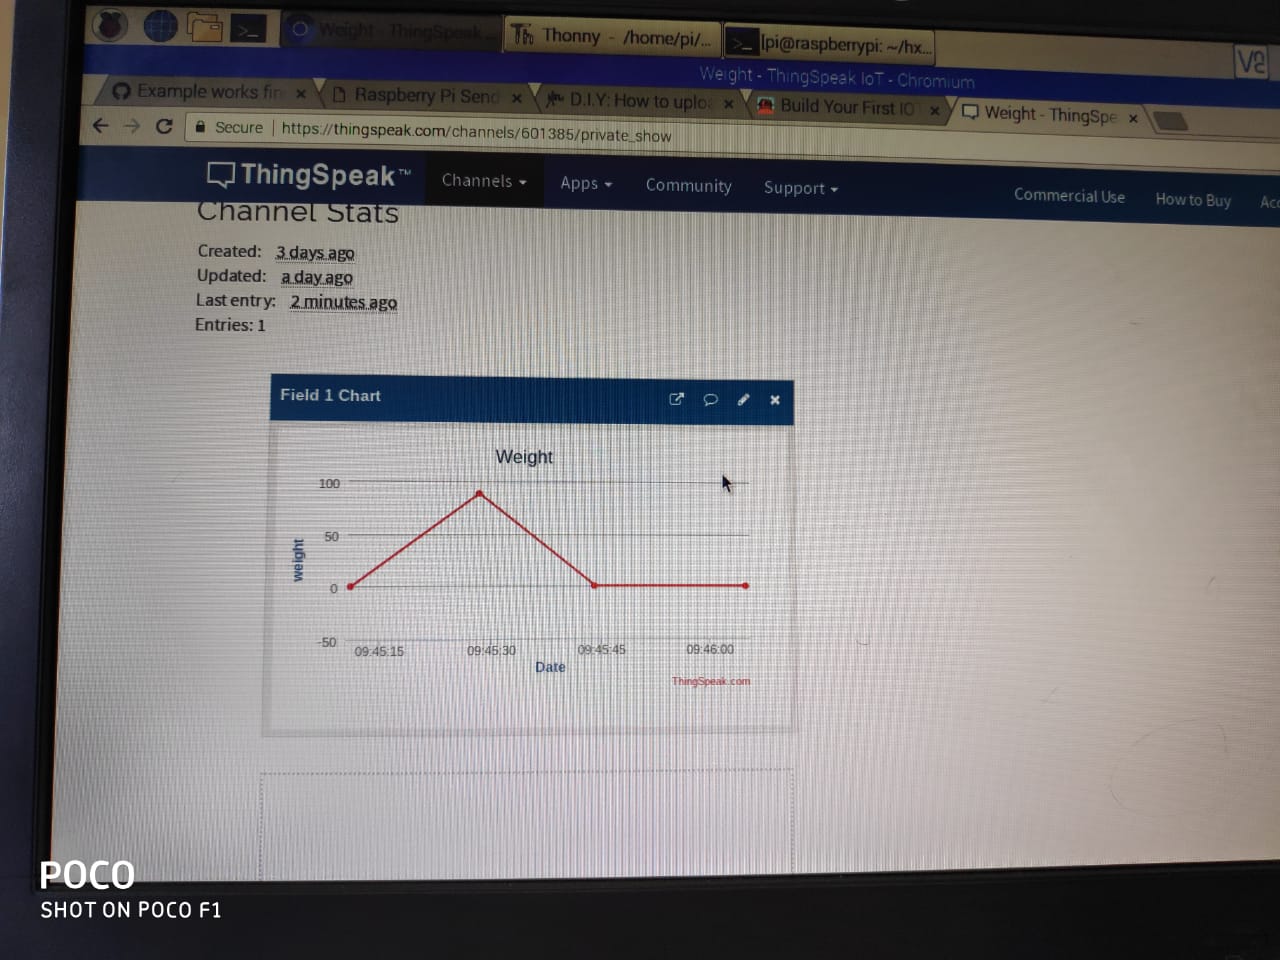 Weight - ThingSpeak ...
Thonny - /home/pi/...
[pi@raspberrypi: ~/hx...
V2
Weight - ThingSpeak IoT - Chromium
Example works fin
Raspberry Pi Send
D.I.Y: How to uplo
Build Your First IO
Weight - ThingSpe
Secure
https://thingspeak.com/channels/601385/private_show
ThingSpeak™
Channels
Apps
Community
Support
Commercial Use
How to Buy
Channel Stats
Created: 3 days ago
Updated: a day ago
Last entry: 2 minutes ago
Entries: 1
Field 1 Chart
Weight
100
50
0
-50
weight
09:45:15 09:45:30 09:45:45 09:46:00
Date
ThingSpeak.com
POCO
SHOT ON POCO F1